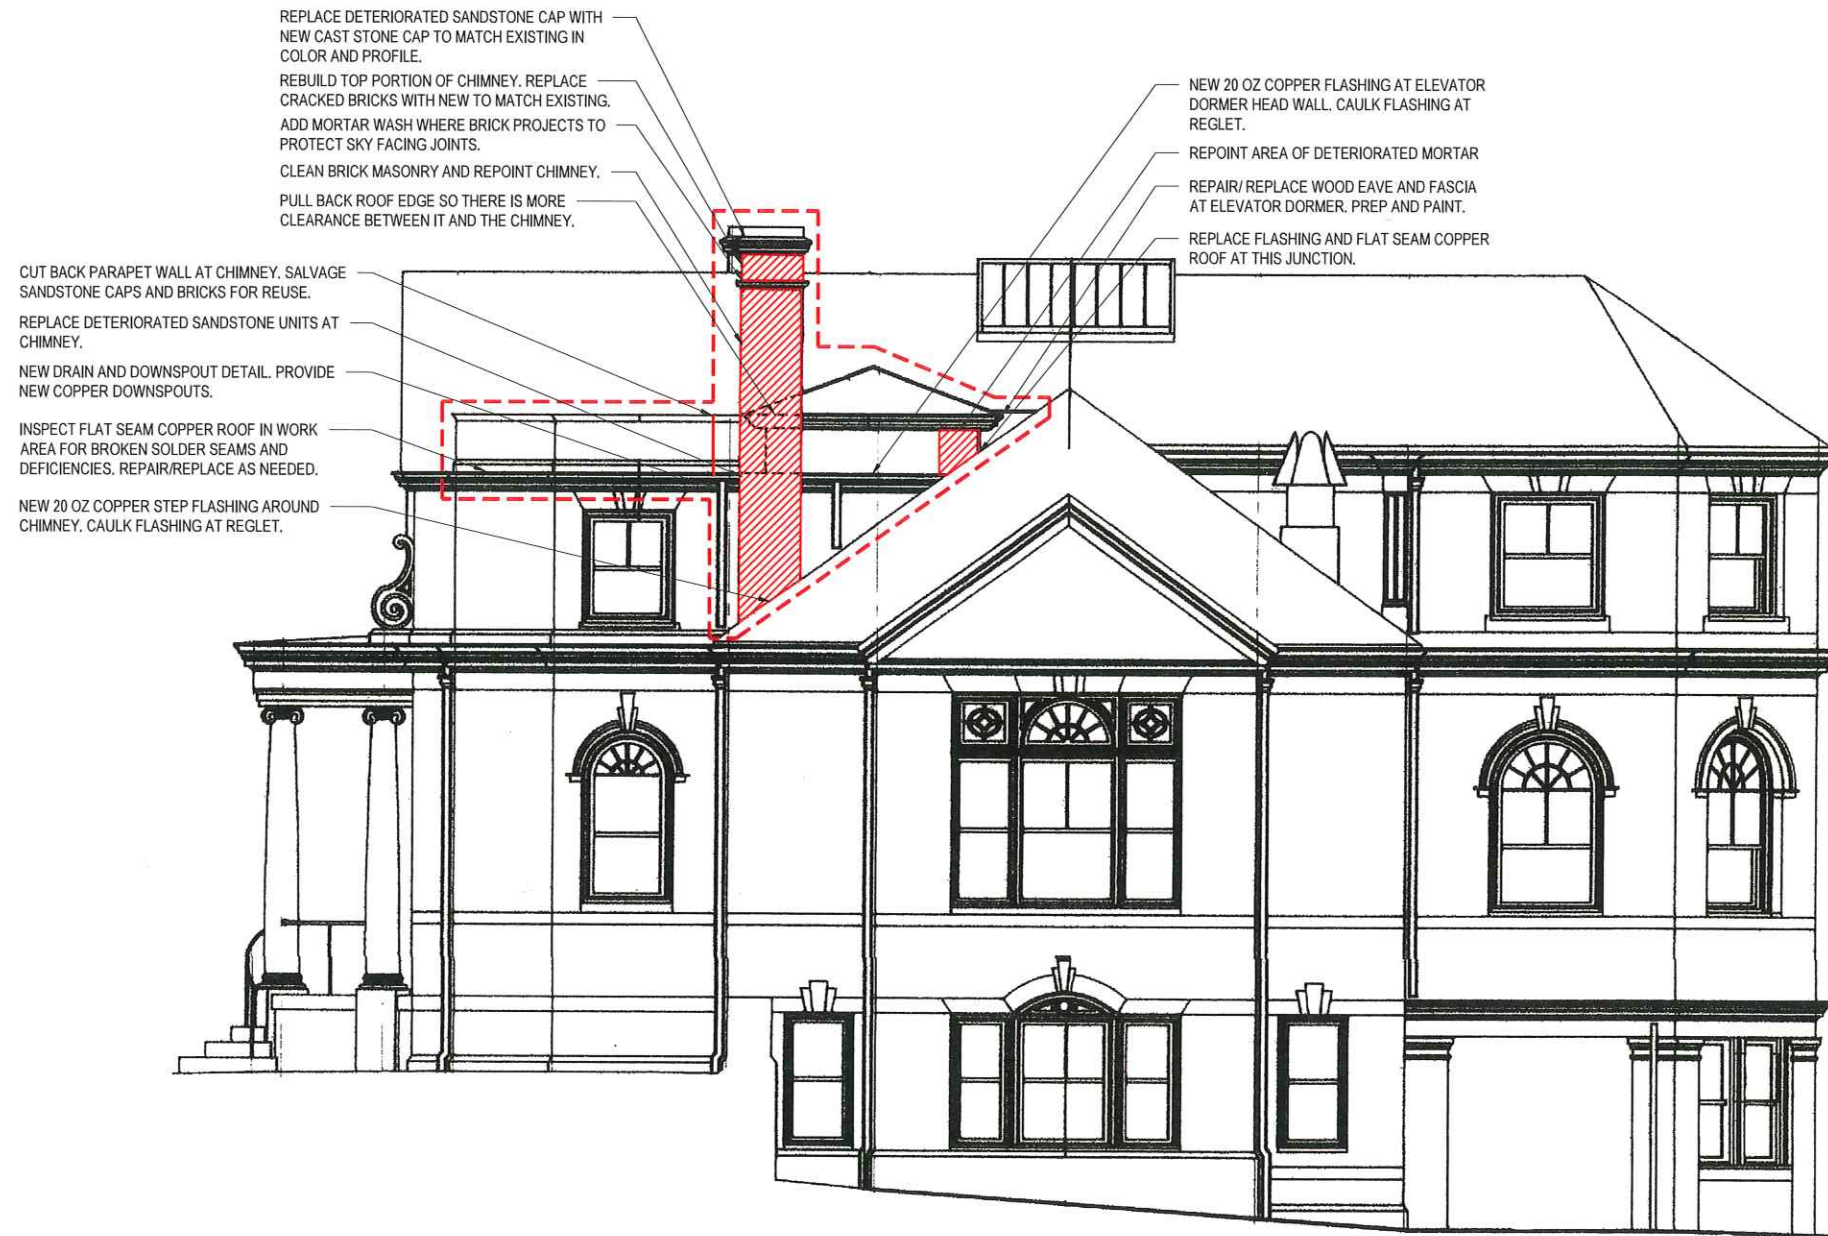 REPLACE DETERIORATED SANDSTONE CAP WITH
NEW CAST STONE CAP TO MATCH EXISTING IN
COLOR AND PROFILE.
REBUILD TOP PORTION OF CHIMNEY. REPLACE
CRACKED BRICKS WITH NEW TO MATCH EXISTING.
ADD MORTAR WASH WHERE BRICK PROJECTS TO
PROTECT SKY FACING JOINTS.
CLEAN BRICK MASONRY AND REPOINT CHIMNEY.
PULL BACK ROOF EDGE SO THERE IS MORE
CLEARANCE BETWEEN IT AND THE CHIMNEY.
CUT BACK PARAPET WALL AT CHIMNEY. SALVAGE
SANDSTONE CAPS AND BRICKS FOR REUSE.
REPLACE DETERIORATED SANDSTONE UNITS AT
CHIMNEY.
NEW DRAIN AND DOWNSPOUT DETAIL. PROVIDE
NEW COPPER DOWNSPOUTS.
INSPECT FLAT SEAM COPPER ROOF IN WORK
AREA FOR BROKEN SOLDER SEAMS AND
DEFICIENCIES. REPAIR/REPLACE AS NEEDED.
NEW 20 OZ COPPER STEP FLASHING AROUND
CHIMNEY. CAULK FLASHING AT REGLET.
NEW 20 OZ COPPER FLASHING AT ELEVATOR
DORMER HEAD WALL. CAULK FLASHING AT
REGLET.
REPOINT AREA OF DETERIORATED MORTAR
REPAIR/ REPLACE WOOD EAVE AND FASCIA
AT ELEVATOR DORMER. PREP AND PAINT.
REPLACE FLASHING AND FLAT SEAM COPPER
ROOF AT THIS JUNCTION.